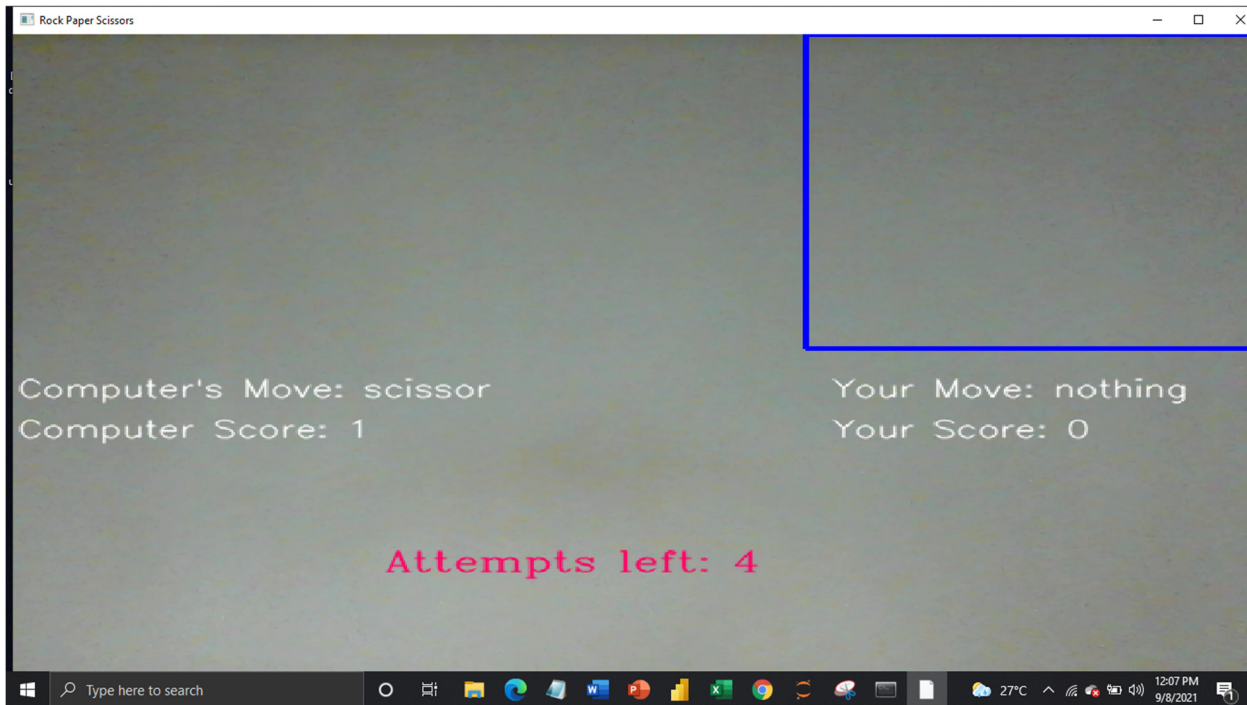 Rock Paper Scissors
Computer's Move: scissor
Your Move: nothing
Computer Score: 1
Your Score: 0
Attempts left: 4
Type here to search
27°C
12:07 PM
9/8/2021
1